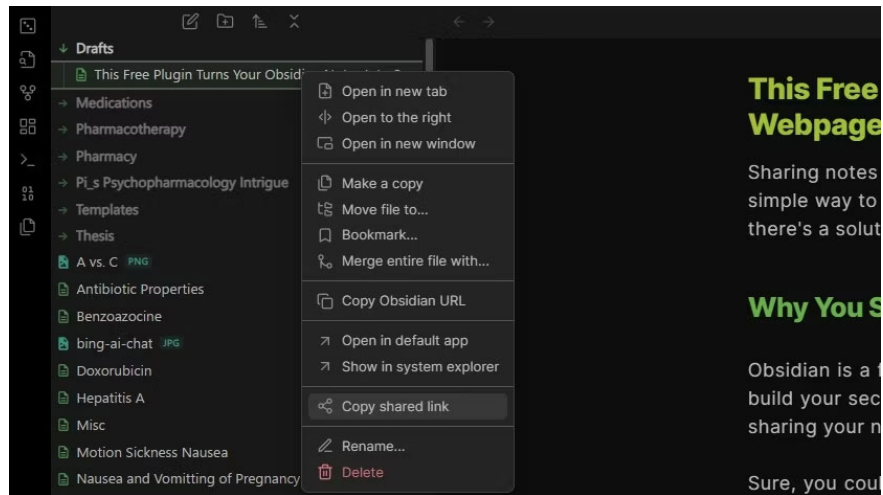 Drafts
This Free Plugin Turns Your Obsidi
Medications
Pharmacotherapy
Pharmacy
Pi_s Psychopharmacology Intrigue
Templates
Thesis
A vs. C PNG
Antibiotic Properties
Benzoazocine
bing-ai-chat JPG
Doxorubicin
Hepatitis A
Misc
Motion Sickness Nausea
Nausea and Vomitting of Pregnancy
Open in new tab
Open to the right
Open in new window
Make a copy
Move file to...
Bookmark...
Merge entire file with...
Copy Obsidian URL
Open in default app
Show in system explorer
Copy shared link
Rename...
Delete
This Free
Webpage
Sharing notes
simple way to
there's a solut
Why You S
Obsidian is a f
build your sec
sharing your n
Sure, you coul